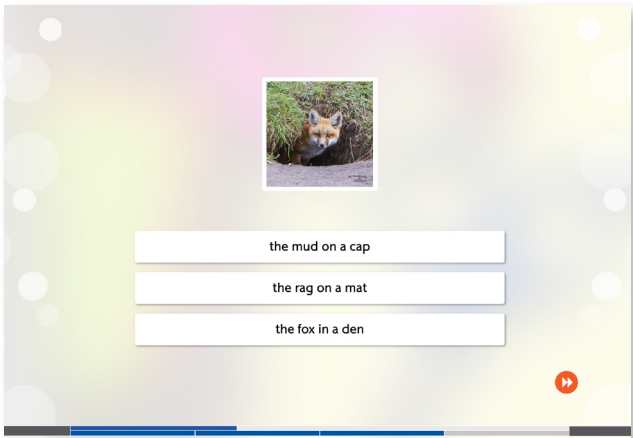 the mud on a cap
the rag on a mat
the fox in a den